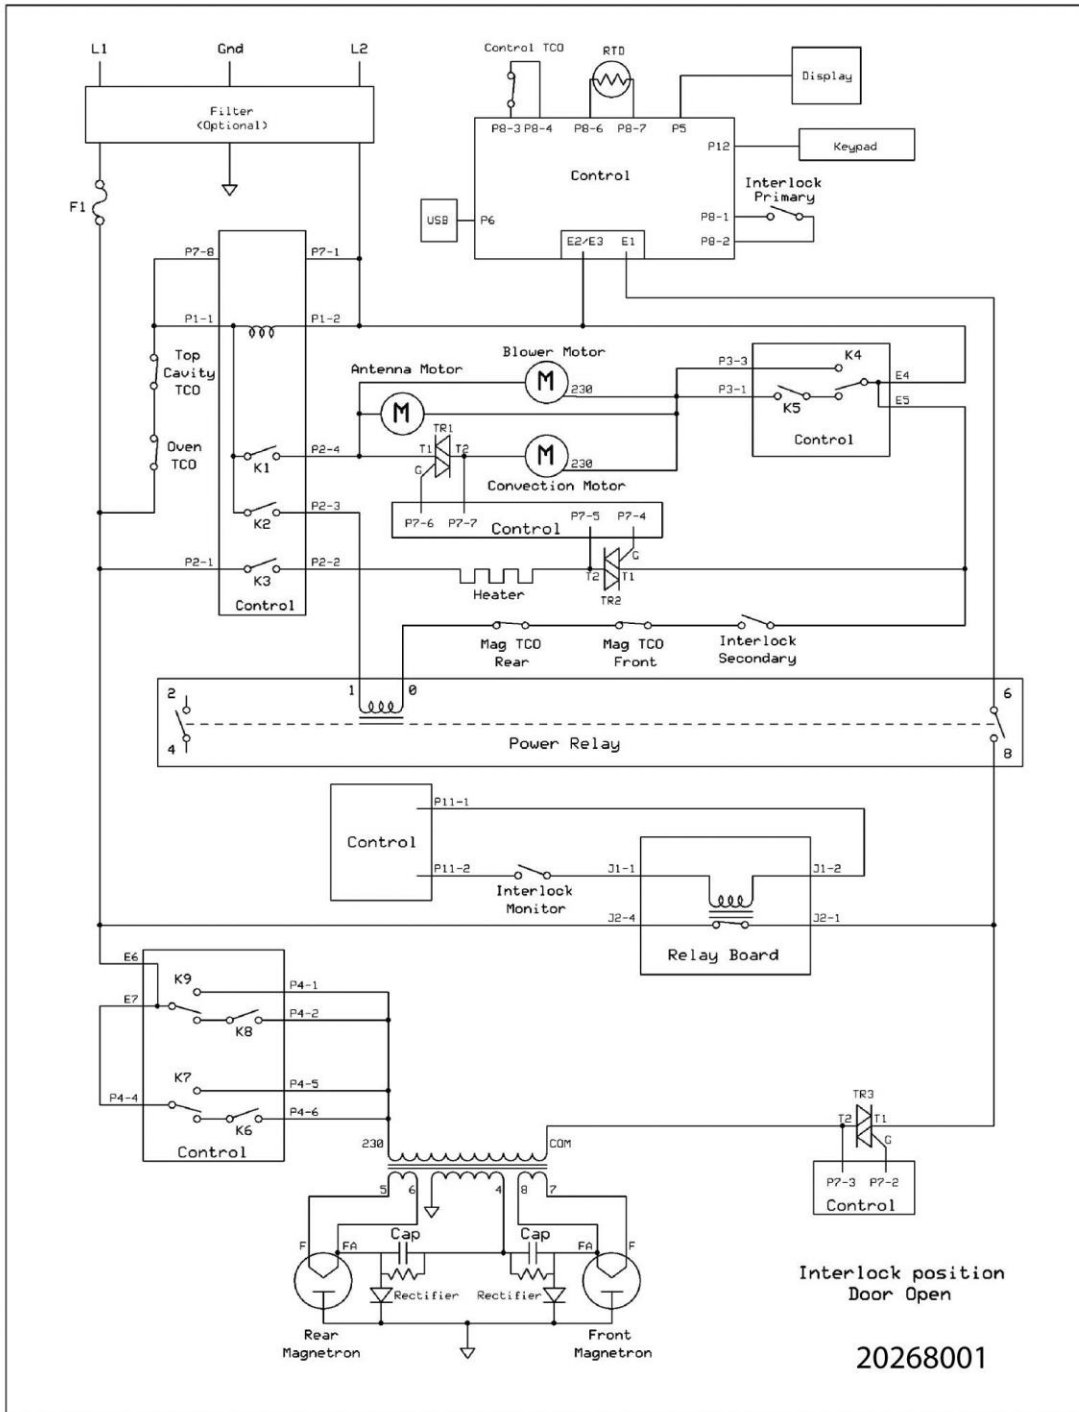 L1
Gnd
L2
Filter
(Optional)
F1
Control TCO
RTD
Display
P8-3
P8-4
P8-6
P8-7
P5
P12
Keypad
Control
Interlock
Primary
USB
P6
P8-1
P8-2
E2/E3
E1
P7-8
P7-1
P1-1
P1-2
Top
Cavity
TCO
Oven
TCO
Blower Motor
Antenna Motor
M
230
M
P3-3
K4
E4
P3-1
K5
E5
Control
TR1
T1
T2
G
M
230
Convection Motor
K1
P2-4
K2
P2-3
P7-6
P7-7
Control
P7-5
P7-4
P2-1
K3
P2-2
Control
Heater
T2
T1
G
TR2
Mag TCO
Rear
Mag TCO
Front
Interlock
Secondary
2
4
1
0
Power Relay
6
8
Control
P11-1
P11-2
Interlock
Monitor
J1-1
J1-2
J2-4
J2-1
Relay Board
E6
E7
K9
P4-1
P4-2
K8
K7
P4-5
P4-4
P4-6
K6
Control
230
COM
TR3
T2
T1
G
P7-3
P7-2
Control
5
6
4
8
7
F
FA
Cap
Cap
FA
F
Rectifier
Rectifier
Rear
Magnetron
Front
Magnetron
Interlock position
Door Open
20268001